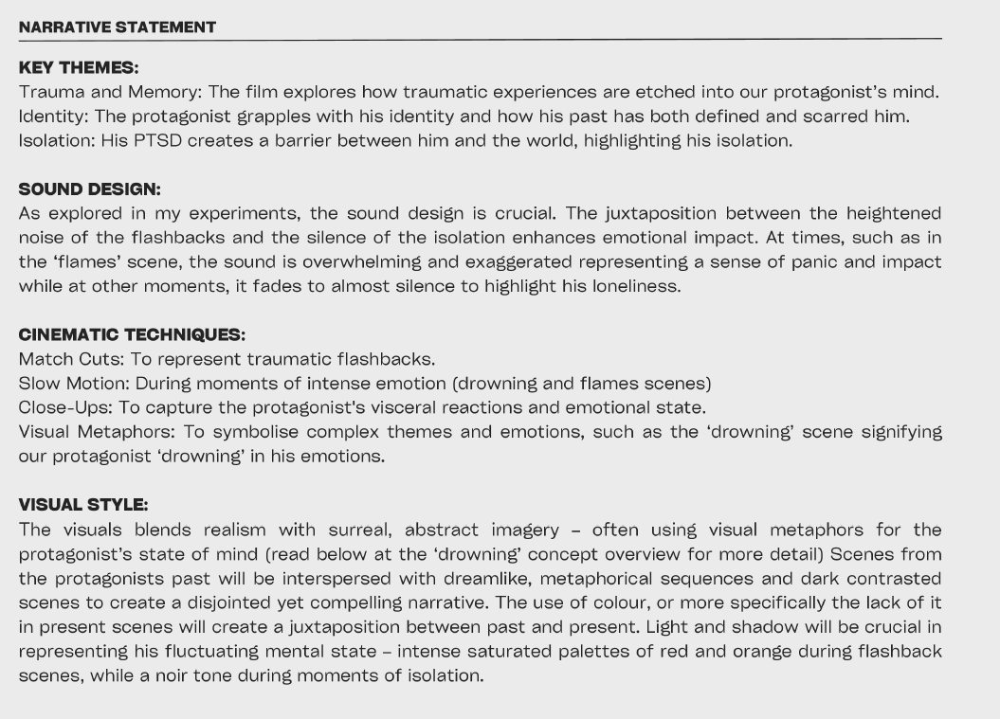 NARRATIVE STATEMENT
KEY THEMES:
Trauma and Memory: The film explores how traumatic experiences are etched into our protagonist’s mind.
Identity: The protagonist grapples with his identity and how his past has both defined and scarred him.
Isolation: His PTSD creates a barrier between him and the world, highlighting his isolation.
SOUND DESIGN:
As explored in my experiments, the sound design is crucial. The juxtaposition between the heightened
noise of the flashbacks and the silence of the isolation enhances emotional impact. At times, such as in
the ‘flames’ scene, the sound is overwhelming and exaggerated representing a sense of panic and impact
while at other moments, it fades to almost silence to highlight his loneliness.
CINEMATIC TECHNIQUES:
Match Cuts: To represent traumatic flashbacks.
Slow Motion: During moments of intense emotion (drowning and flames scenes)
Close-Ups: To capture the protagonist's visceral reactions and emotional state.
Visual Metaphors: To symbolise complex themes and emotions, such as the ‘drowning’ scene signifying
our protagonist ‘drowning’ in his emotions.
VISUAL STYLE:
The visuals blends realism with surreal, abstract imagery – often using visual metaphors for the
protagonist’s state of mind (read below at the ‘drowning’ concept overview for more detail) Scenes from
the protagonists past will be interspersed with dreamlike, metaphorical sequences and dark contrasted
scenes to create a disjointed yet compelling narrative. The use of colour, or more specifically the lack of it
in present scenes will create a juxtaposition between past and present. Light and shadow will be crucial in
representing his fluctuating mental state – intense saturated palettes of red and orange during flashback
scenes, while a noir tone during moments of isolation.